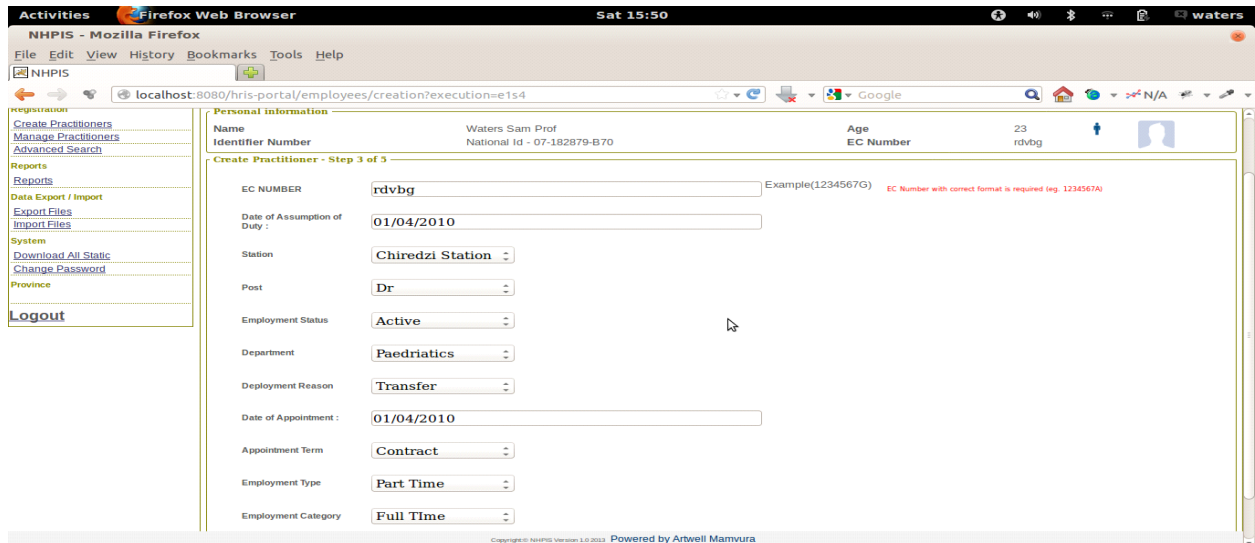 Activities Firefox Web Browser Sat 15:50 waters
NHPIS - Mozilla Firefox
File Edit View History Bookmarks Tools Help
NHPIS
localhost:8080/hris-portal/employees/creation?execution=e1s4 Google N/A
Registration
Create Practitioners
Manage Practitioners
Advanced Search
Reports
Reports
Data Export / Import
Export Files
Import Files
System
Download All Static
Change Password
Province
Logout
Personal information
Name Waters Sam Prof Age 23
Identifier Number National Id - 07-182879-B70 EC Number rdvbg
Create Practitioner - Step 3 of 5
EC NUMBER rdvbg Example(1234567G) EC Number with correct format is required (eg. 1234567A)
Date of Assumption of
Duty : 01/04/2010
Station Chiredzi Station
Post Dr
Employment Status Active
Department Paedriatics
Deployment Reason Transfer
Date of Appointment : 01/04/2010
Appointment Term Contract
Employment Type Part Time
Employment Category Full TIme
Copyright© NHPIS Version 1.0 2013 Powered by Artwell Mamvura